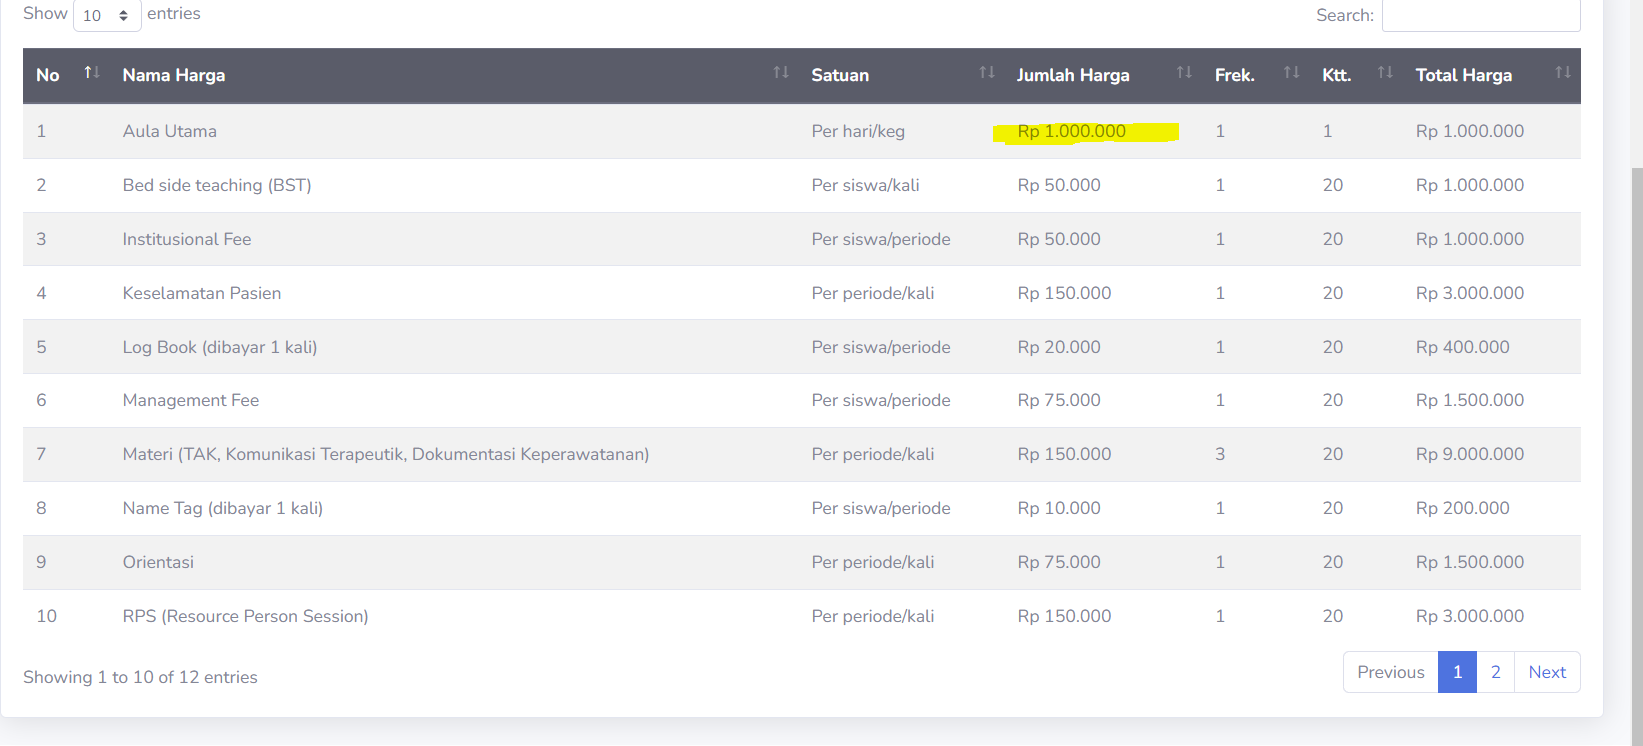 Show 10 entries Search:
No Nama Harga Satuan Jumlah Harga Frek. Ktt. Total Harga
1 Aula Utama Per hari/keg Rp 1.000.000 1 1 Rp 1.000.000
2 Bed side teaching (BST) Per siswa/kali Rp 50.000 1 20 Rp 1.000.000
3 Institusional Fee Per siswa/periode Rp 50.000 1 20 Rp 1.000.000
4 Keselamatan Pasien Per periode/kali Rp 150.000 1 20 Rp 3.000.000
5 Log Book (dibayar 1 kali) Per siswa/periode Rp 20.000 1 20 Rp 400.000
6 Management Fee Per siswa/periode Rp 75.000 1 20 Rp 1.500.000
7 Materi (TAK, Komunikasi Terapeutik, Dokumentasi Keperawatanan) Per periode/kali Rp 150.000 3 20 Rp 9.000.000
8 Name Tag (dibayar 1 kali) Per siswa/periode Rp 10.000 1 20 Rp 200.000
9 Orientasi Per periode/kali Rp 75.000 1 20 Rp 1.500.000
10 RPS (Resource Person Session) Per periode/kali Rp 150.000 1 20 Rp 3.000.000
Showing 1 to 10 of 12 entries Previous 1 2 Next